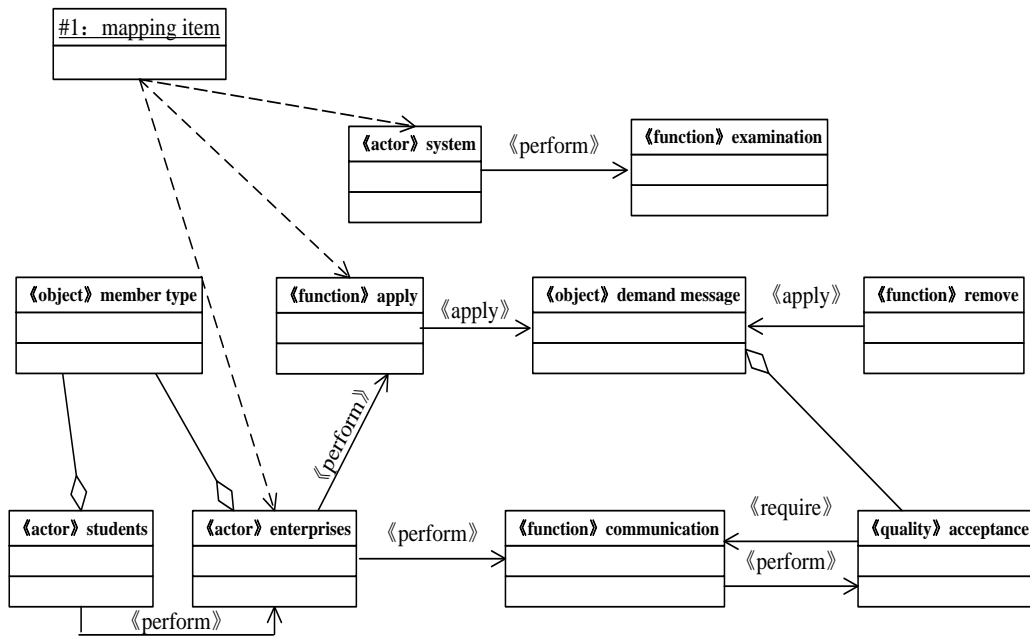 #1：mapping item
《actor》system
《perform》
《function》examination
《object》member type
《function》apply
《apply》
《object》demand message
《apply》
《function》remove
《perform》
《actor》students
《actor》enterprises
《perform》
《function》communication
《require》
《perform》
《quality》acceptance
《perform》